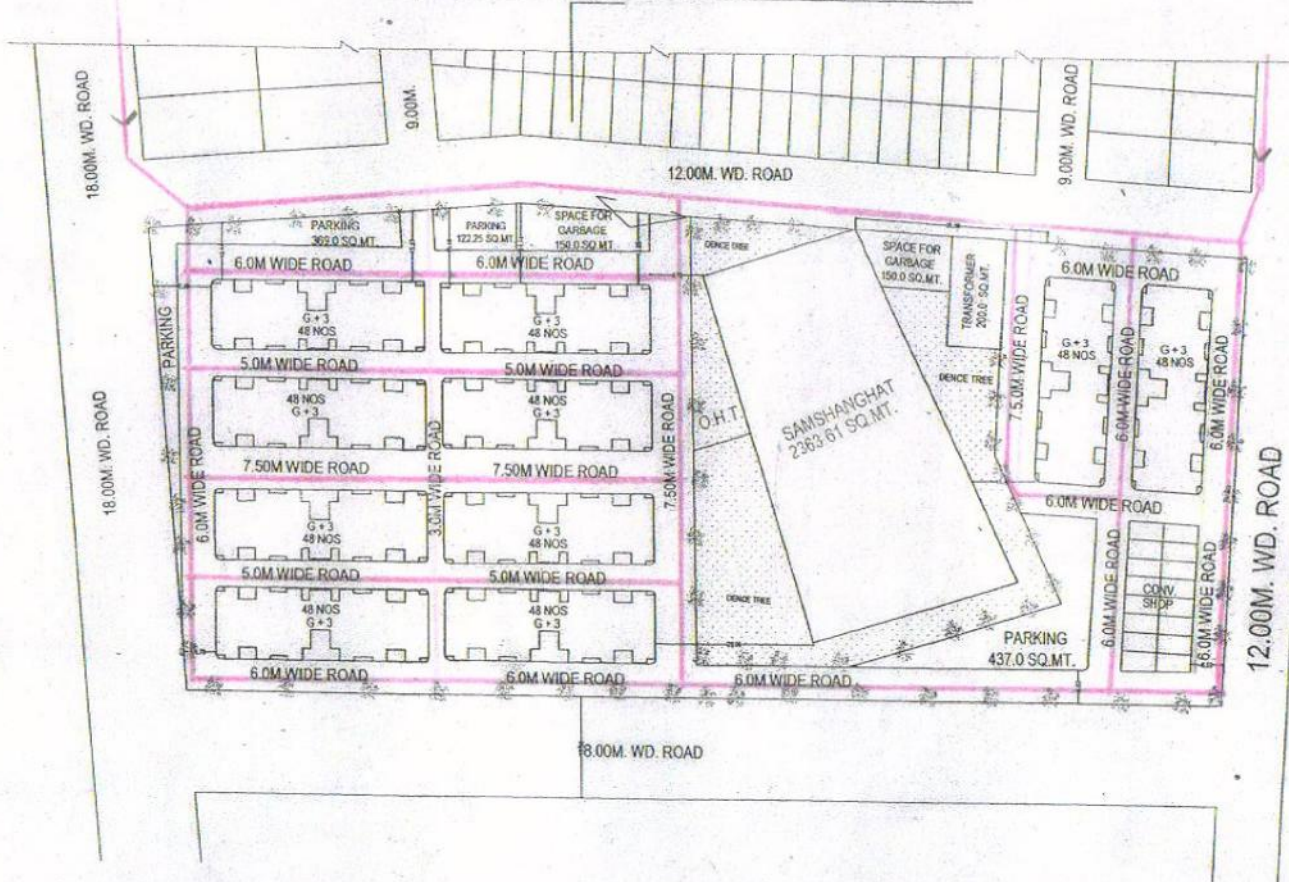 18.00M. WD. ROAD
9.00M.
9.00M. WD. ROAD
12.00M. WD. ROAD
PARKING
369.0 SQ.MT.
PARKING
122.25 SQ.MT.
SPACE FOR
GARBAGE
150.0 SQ.MT
DENCE TREE
SPACE FOR
GARBAGE
150.0 SQ.MT.
TRANSFORMER
200.0 SQ.MT.
6.0M WIDE ROAD
6.0M WIDE ROAD
6.0M WIDE ROAD
PARKING
G + 3
48 NOS
G + 3
48 NOS
5.0M WIDE ROAD
5.0M WIDE ROAD
7.5.0M WIDE ROAD
G + 3
48 NOS
6.0M WIDE ROAD
G + 3
48 NOS
6.0M WIDE ROAD
DENCE TREE
18.00M. WD. ROAD
48 NOS
G + 3
48 NOS
G + 3
O.H.T.
SAMSHANGHAT
2363.61 SQ.MT.
6.0M WIDE ROAD
7.50M WIDE ROAD
3.0M WIDE ROAD
7.50M WIDE ROAD
7.50M WIDE ROAD
G + 3
48 NOS
G + 3
48 NOS
6.0M WIDE ROAD
12.00M. WD. ROAD
5.0M WIDE ROAD
5.0M WIDE ROAD
48 NOS
G + 3
48 NOS
G + 3
DENCE TREE
6.0M WIDE ROAD
CONV.
SHOP
6.0M WIDE ROAD
PARKING
437.0 SQ.MT.
6.0M WIDE ROAD
6.0M WIDE ROAD
6.0M WIDE ROAD
18.00M. WD. ROAD